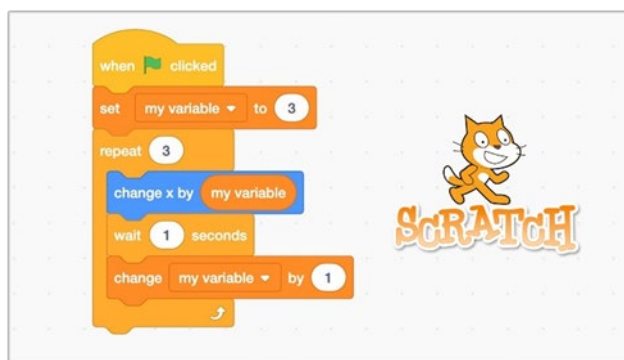 when clicked
set my variable to 3
repeat 3
change x by my variable
wait 1 seconds
change my variable by 1
SCRATCH